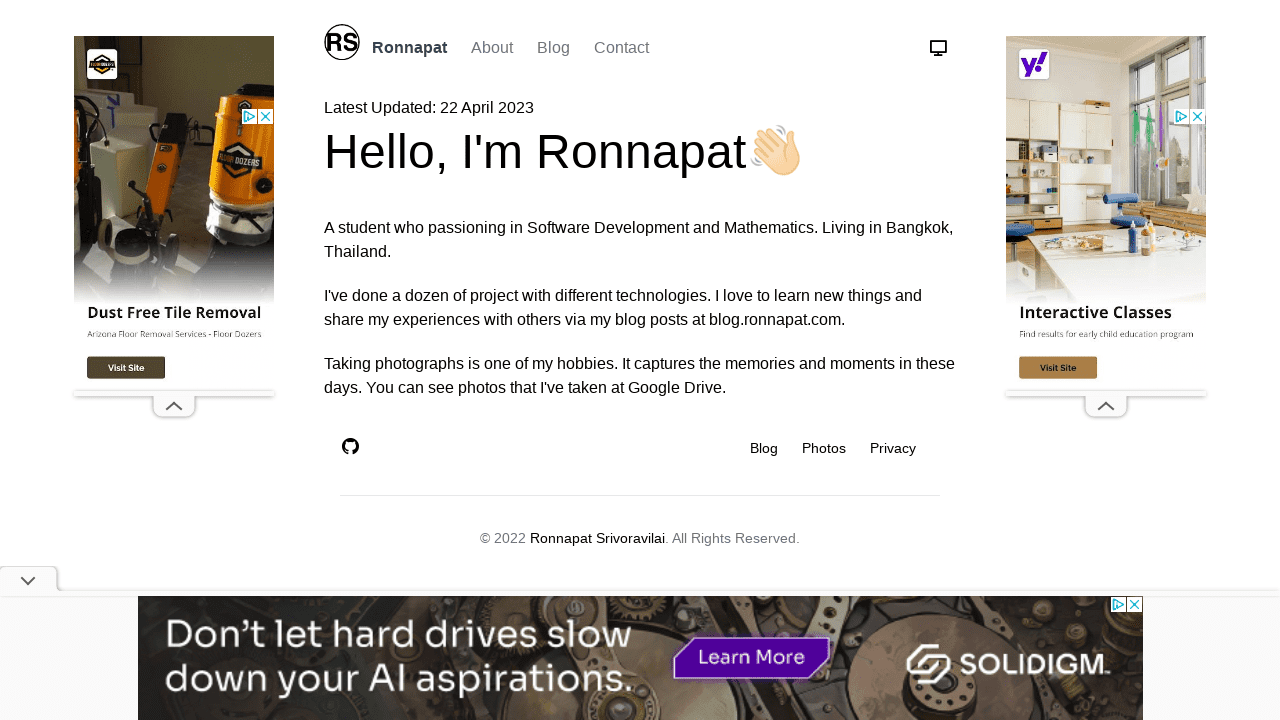 RS
Ronnapat
About
Blog
Contact
Latest Updated: 22 April 2023
Hello, I'm Ronnapat👋🏻
A student who passioning in Software Development and Mathematics. Living in Bangkok,
Thailand.
I've done a dozen of project with different technologies. I love to learn new things and
share my experiences with others via my blog posts at blog.ronnapat.com.
Taking photographs is one of my hobbies. It captures the memories and moments in these
days. You can see photos that I've taken at Google Drive.
Blog
Photos
Privacy
© 2022 Ronnapat Srivoravilai. All Rights Reserved.
Dust Free Tile Removal
Arizona Floor Removal Services - Floor Dozers
Visit Site
y!
Interactive Classes
Find results for early child education program
Visit Site
Don't let hard drives slow
down your AI aspirations.
Learn More
SOLIDIGM